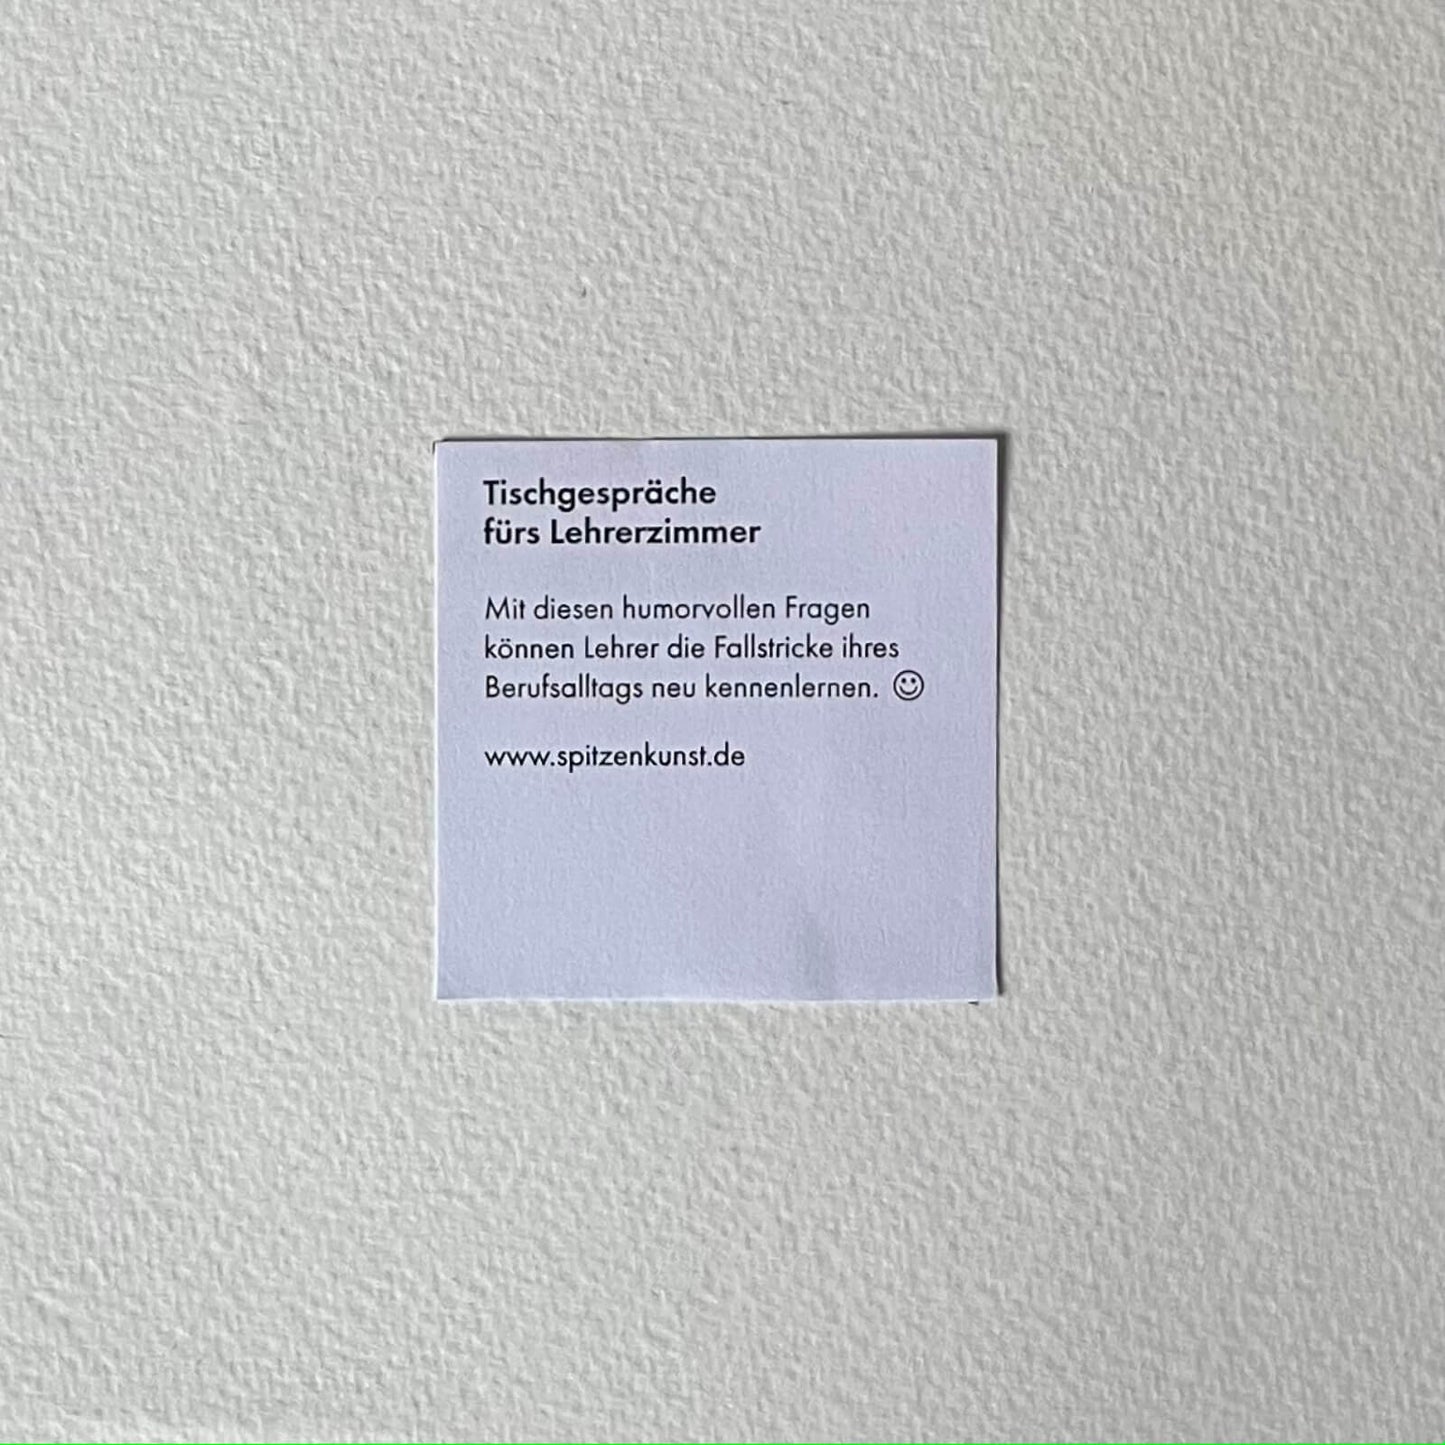 Tischgespräche
fürs Lehrerzimmer
Mit diesen humorvollen Fragen
können Lehrer die Fallstricke ihres
Berufsalltags neu kennenlernen. ☺
www.spitzenkunst.de